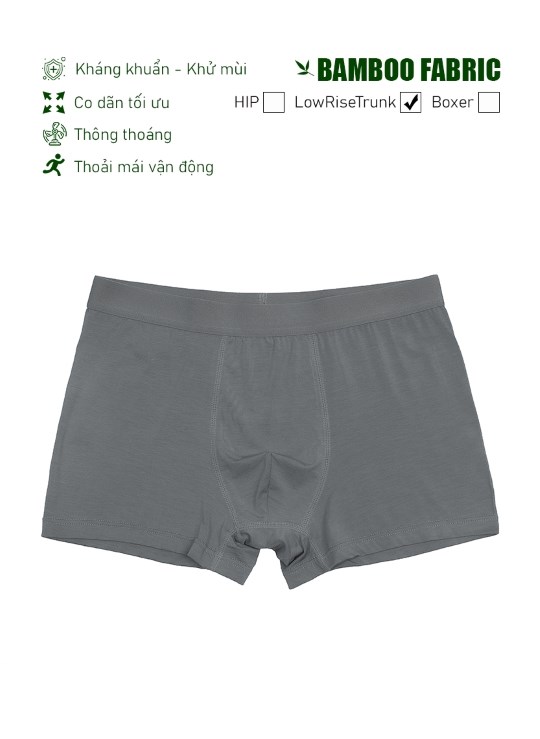 Kháng khuẩn - Khử mùi
Co dãn tối ưu
Thông thoáng
Thoải mái vận động
BAMBOO FABRIC
HIP LowRiseTrunk Boxer